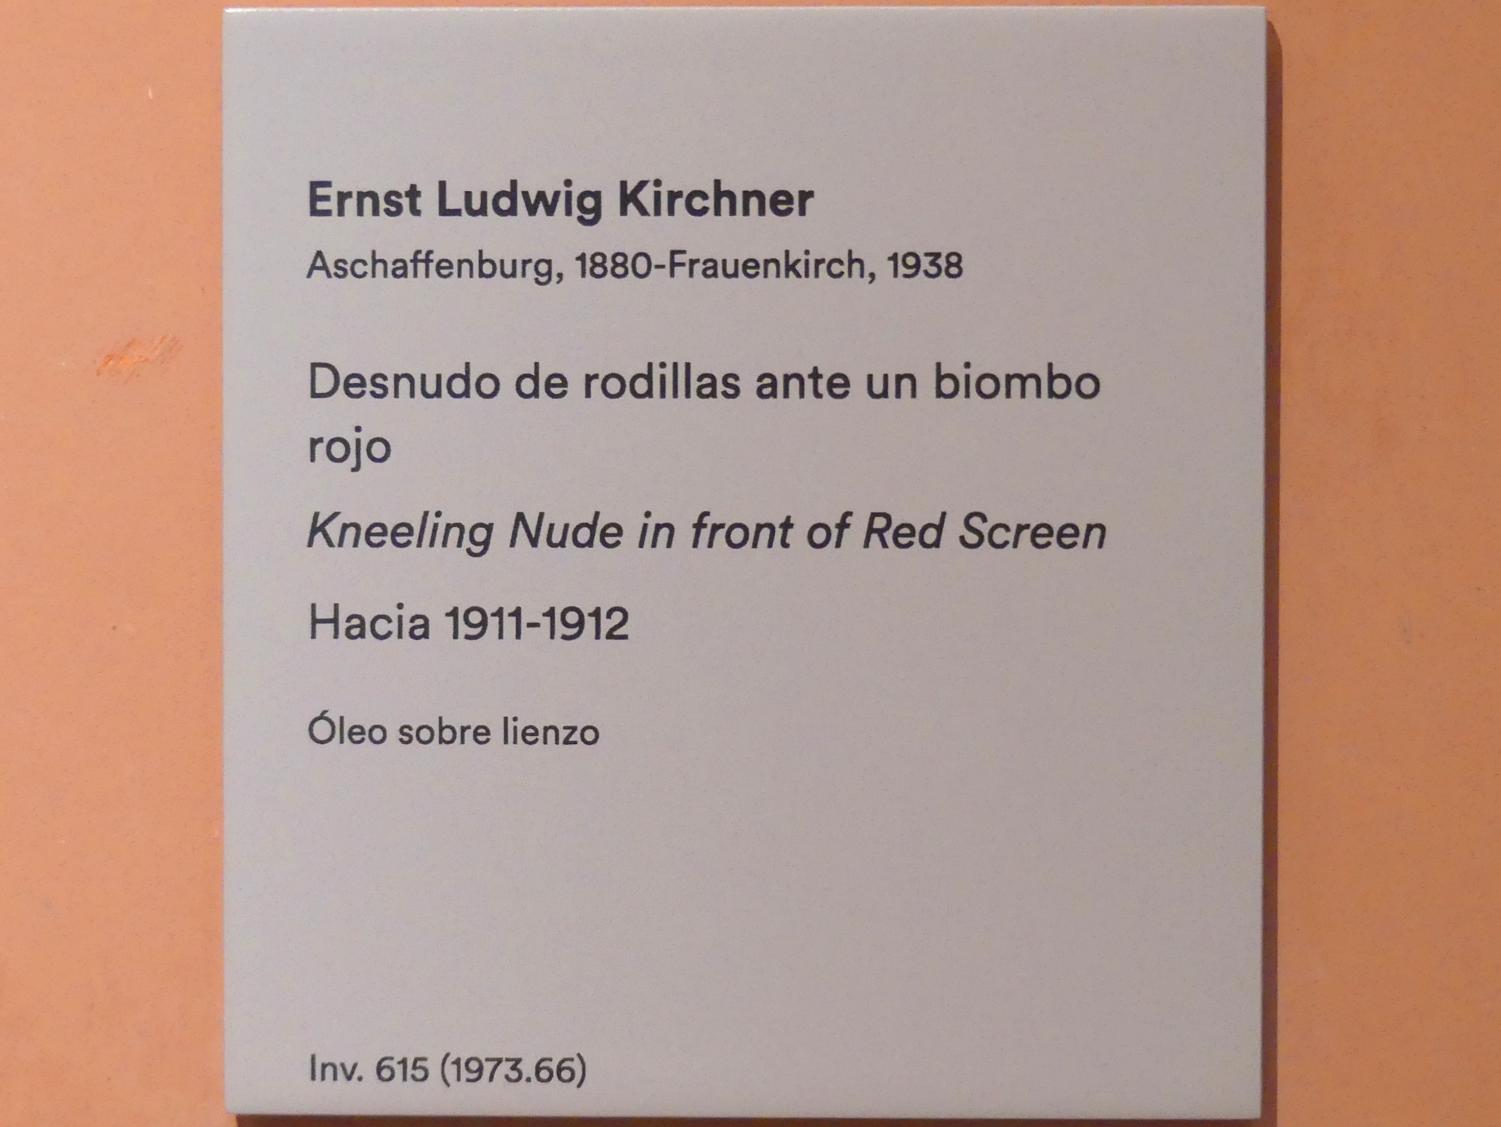 Ernst Ludwig Kirchner
Aschaffenburg, 1880-Frauenkirch, 1938
Desnudo de rodillas ante un biombo
rojo
Kneeling Nude in front of Red Screen
Hacia 1911-1912
Óleo sobre lienzo
Inv. 615 (1973.66)